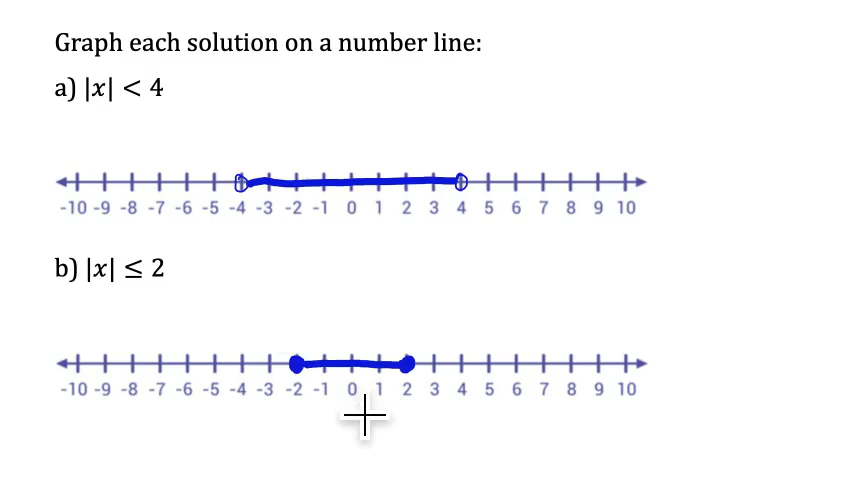 Graph each solution on a number line:
a) |x| < 4
-10 -9 -8 -7 -6 -5 -4 -3 -2 -1 0 1 2 3 4 5 6 7 8 9 10
b) |x| ≤ 2
-10 -9 -8 -7 -6 -5 -4 -3 -2 -1 0 1 2 3 4 5 6 7 8 9 10